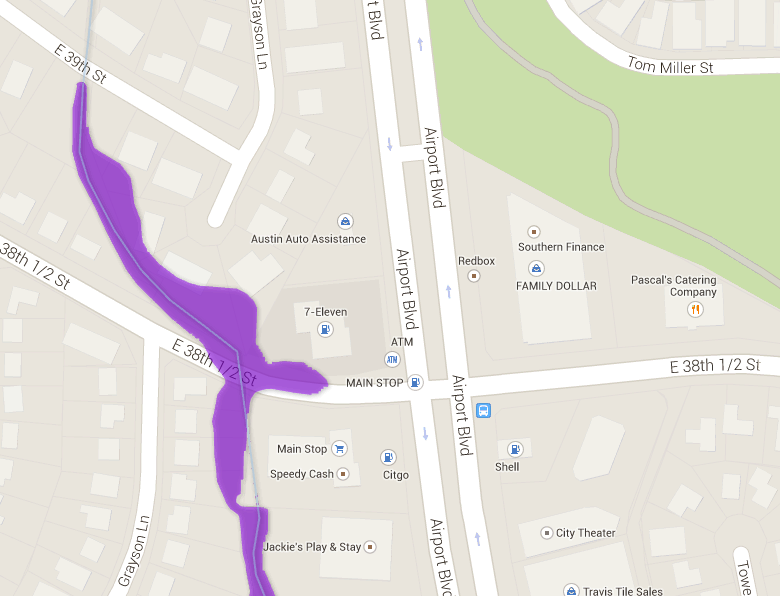 Grayson Ln
t Blvd
E 39th St
Tom Miller St
Airport Blvd
Austin Auto Assistance
38th 1/2 St
Airport Blvd
Southern Finance
Redbox
FAMILY DOLLAR
Pascal's Catering
Company
7-Eleven
ATM
ATM
E 38th 1/2 St
MAIN STOP
E 38th 1/2 St
Airport Blvd
Main Stop
Speedy Cash
Citgo
Shell
Grayson Ln
Jackie's Play & Stay
Airport Blvd
City Theater
Travis Tile Sales
Towe